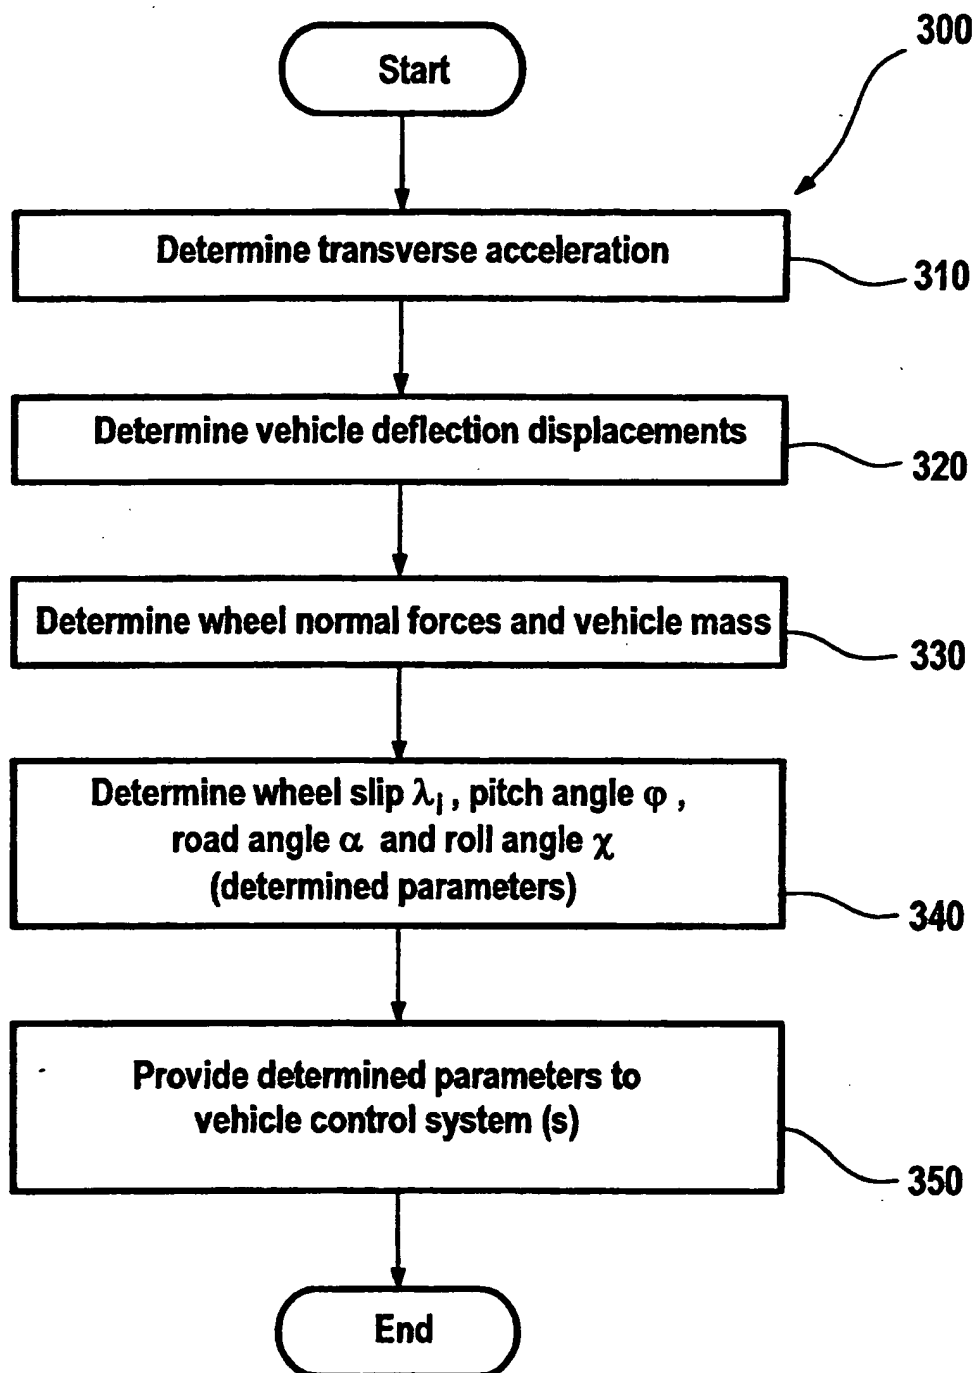 300
Start
Determine transverse acceleration
310
Determine vehicle deflection displacements
320
Determine wheel normal forces and vehicle mass
330
Determine wheel slip λi, pitch angle φ ,
road angle α and roll angle χ
(determined parameters)
340
Provide determined parameters to
vehicle control system (s)
350
End